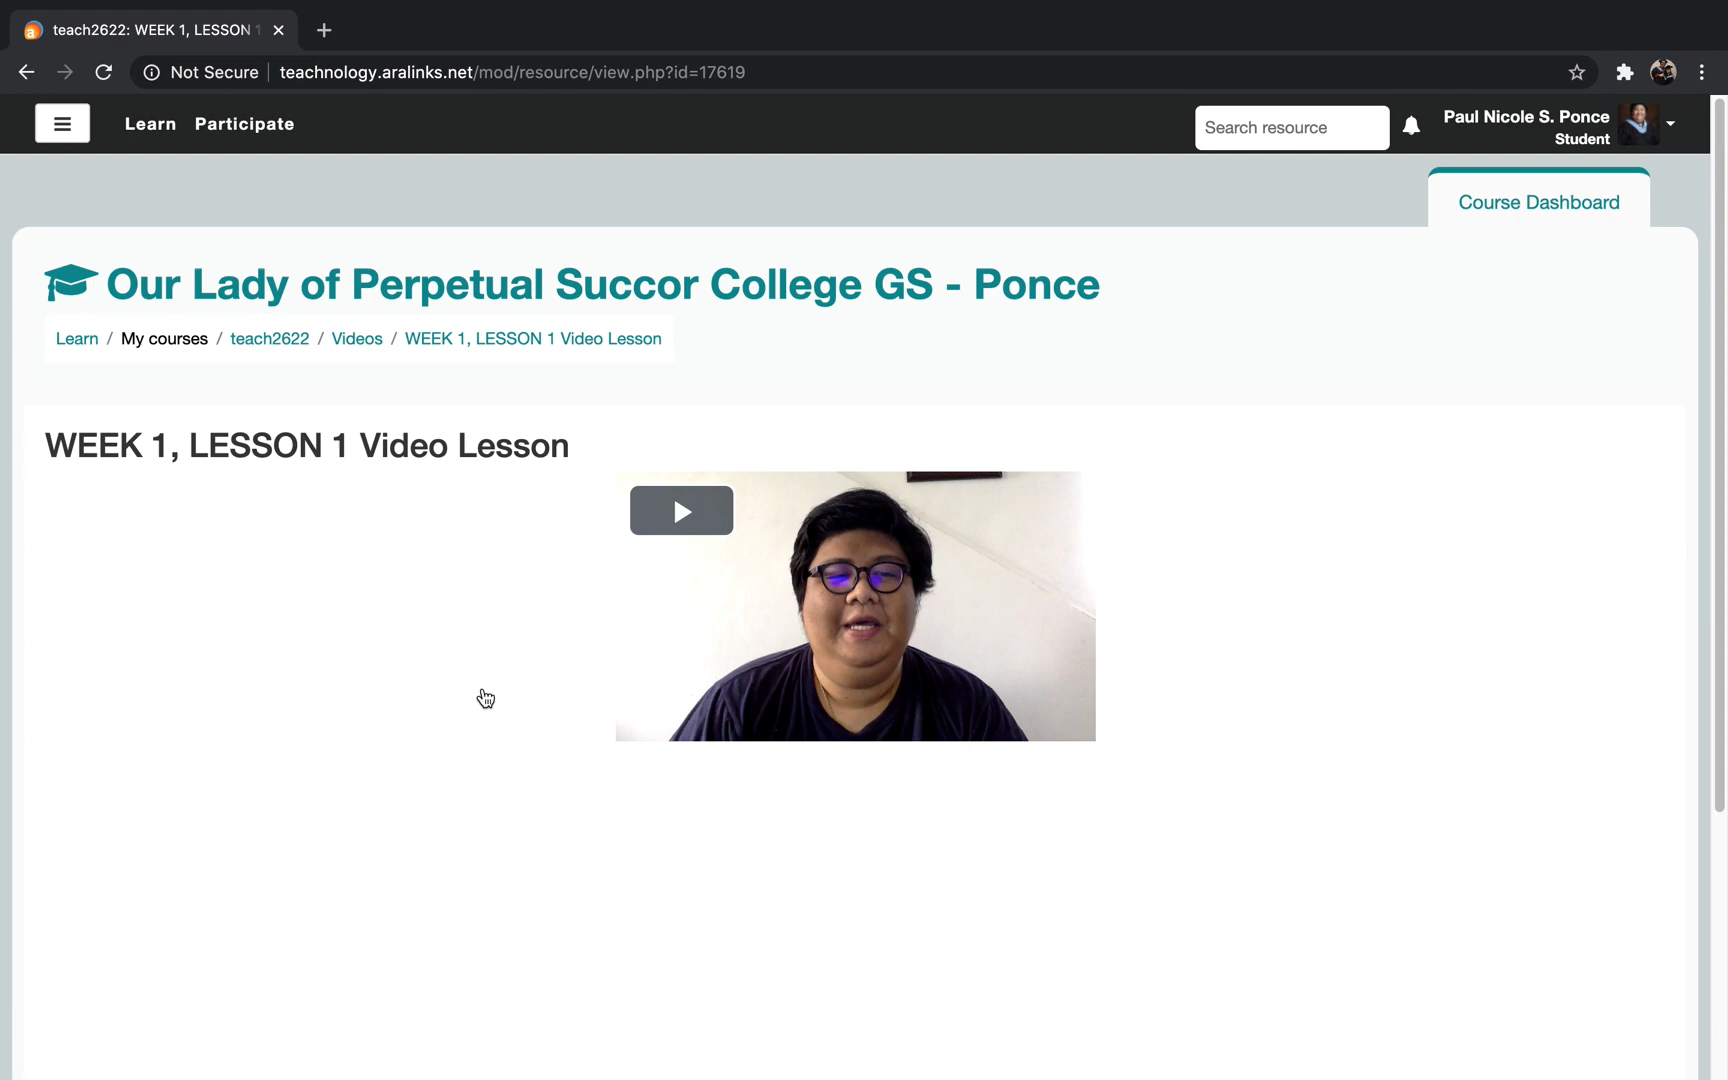 teach2622: WEEK 1, LESSON 1
Not Secure
teachnology.aralinks.net/mod/resource/view.php?id=17619
Learn
Participate
Search resource
Paul Nicole S. Ponce
Student
Course Dashboard
Our Lady of Perpetual Succor College GS - Ponce
Learn / My courses / teach2622 / Videos / WEEK 1, LESSON 1 Video Lesson
WEEK 1, LESSON 1 Video Lesson